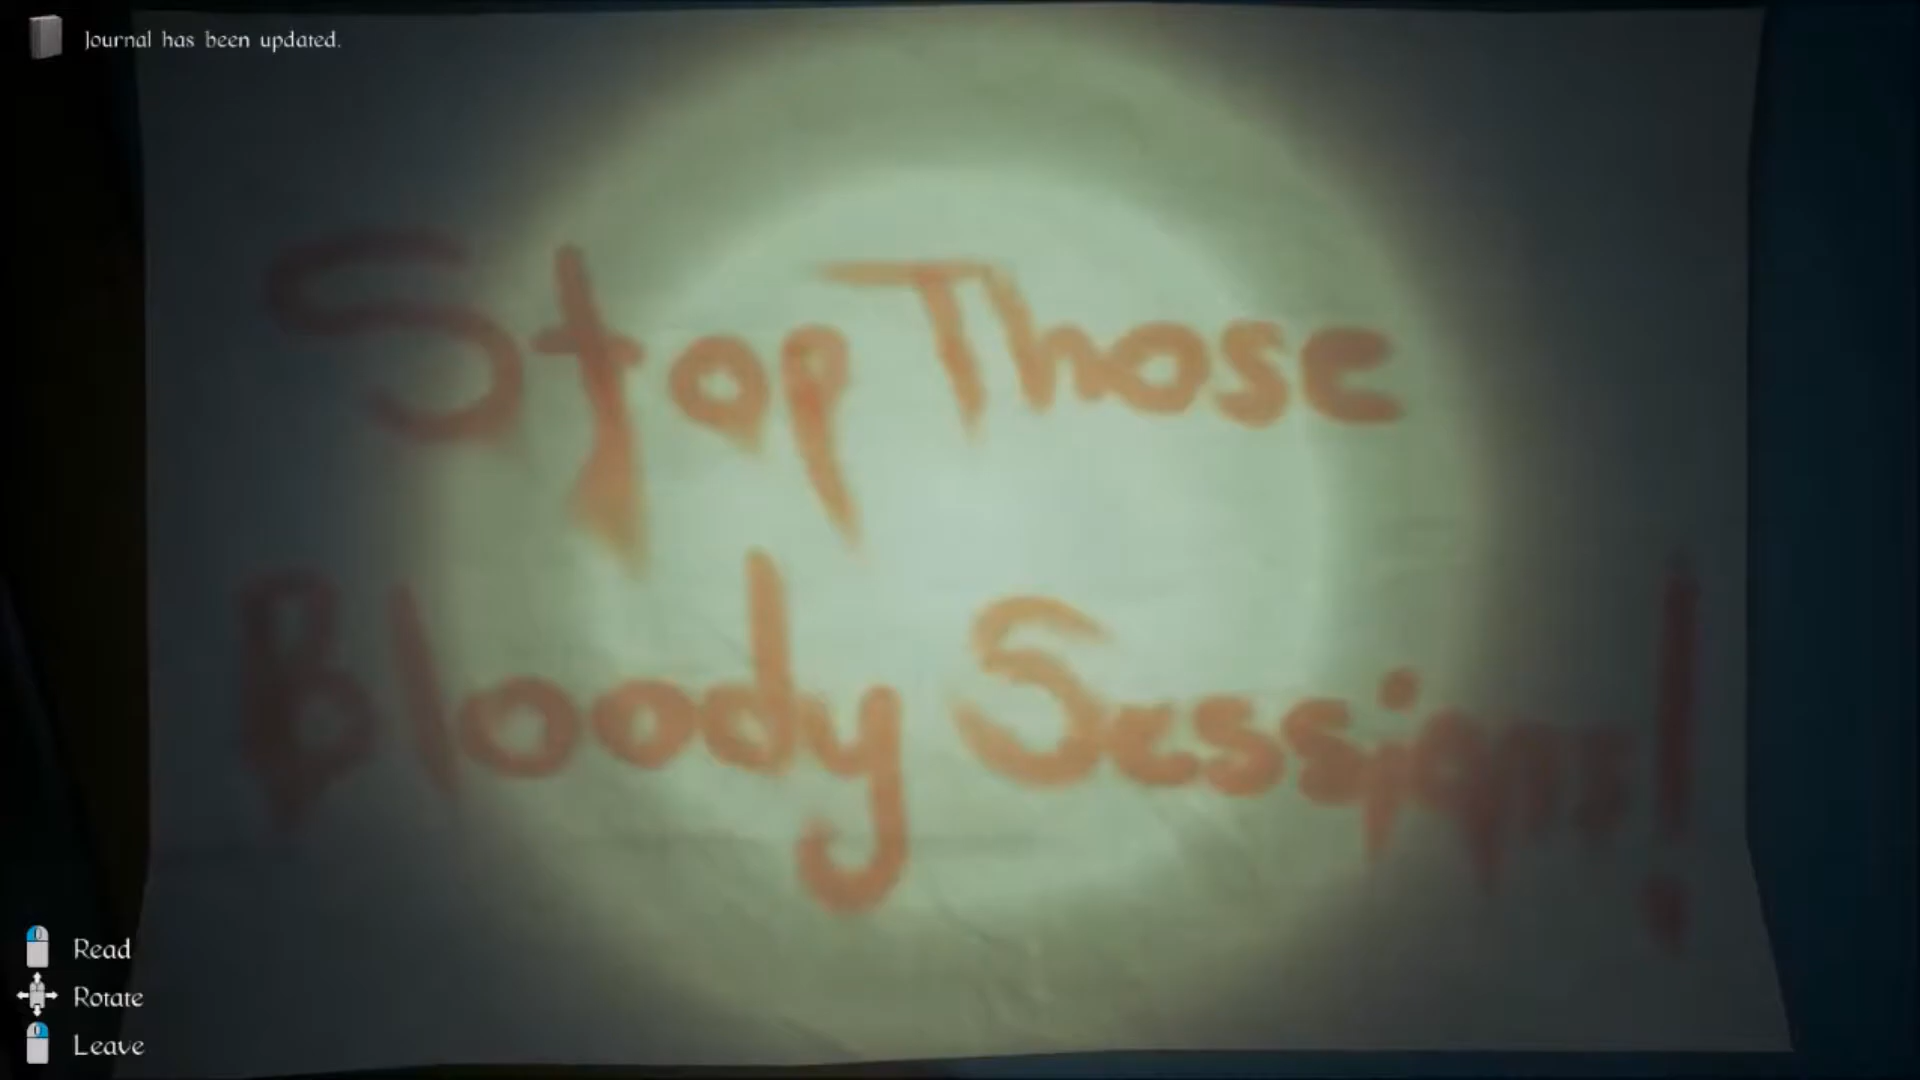 Journal has been updated.
Stop Those
Bloody Sessions!
Read
Rotate
Leave